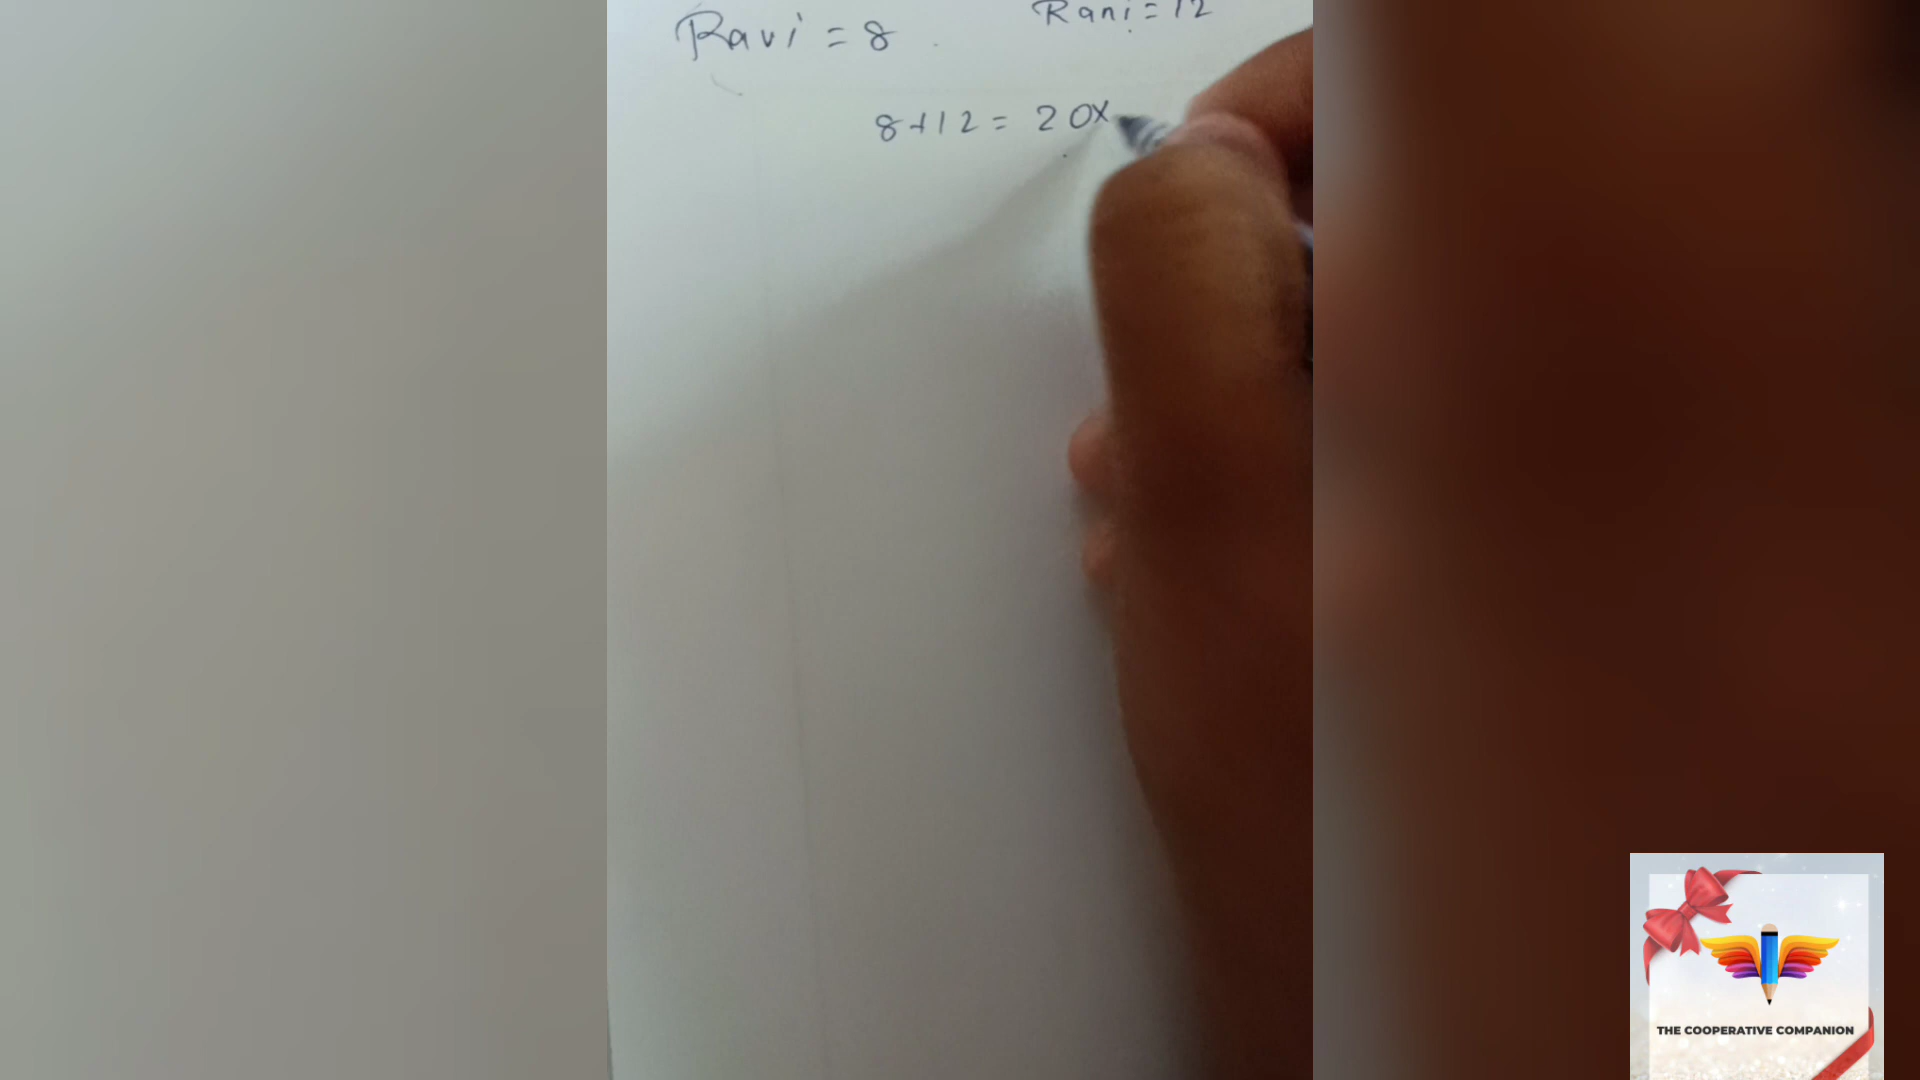 Ravi = 8 Rani = 12
8+12 = 20x
THE COOPERATIVE COMPANION